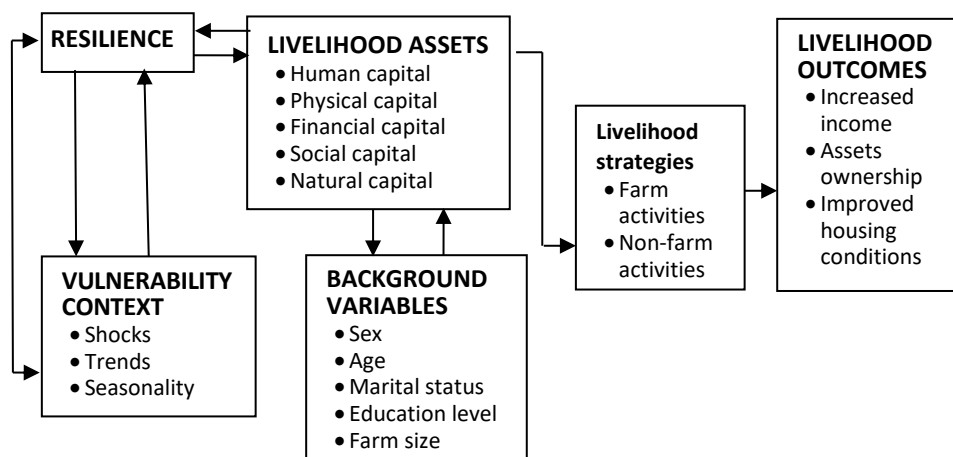 RESILIENCE
LIVELIHOOD ASSETS
• Human capital
• Physical capital
• Financial capital
• Social capital
• Natural capital
LIVELIHOOD
OUTCOMES
• Increased
income
• Assets
ownership
• Improved
housing
conditions
Livelihood
strategies
• Farm
activities
• Non-farm
activities
VULNERABILITY
CONTEXT
• Shocks
• Trends
• Seasonality
BACKGROUND
VARIABLES
• Sex
• Age
• Marital status
• Education level
• Farm size